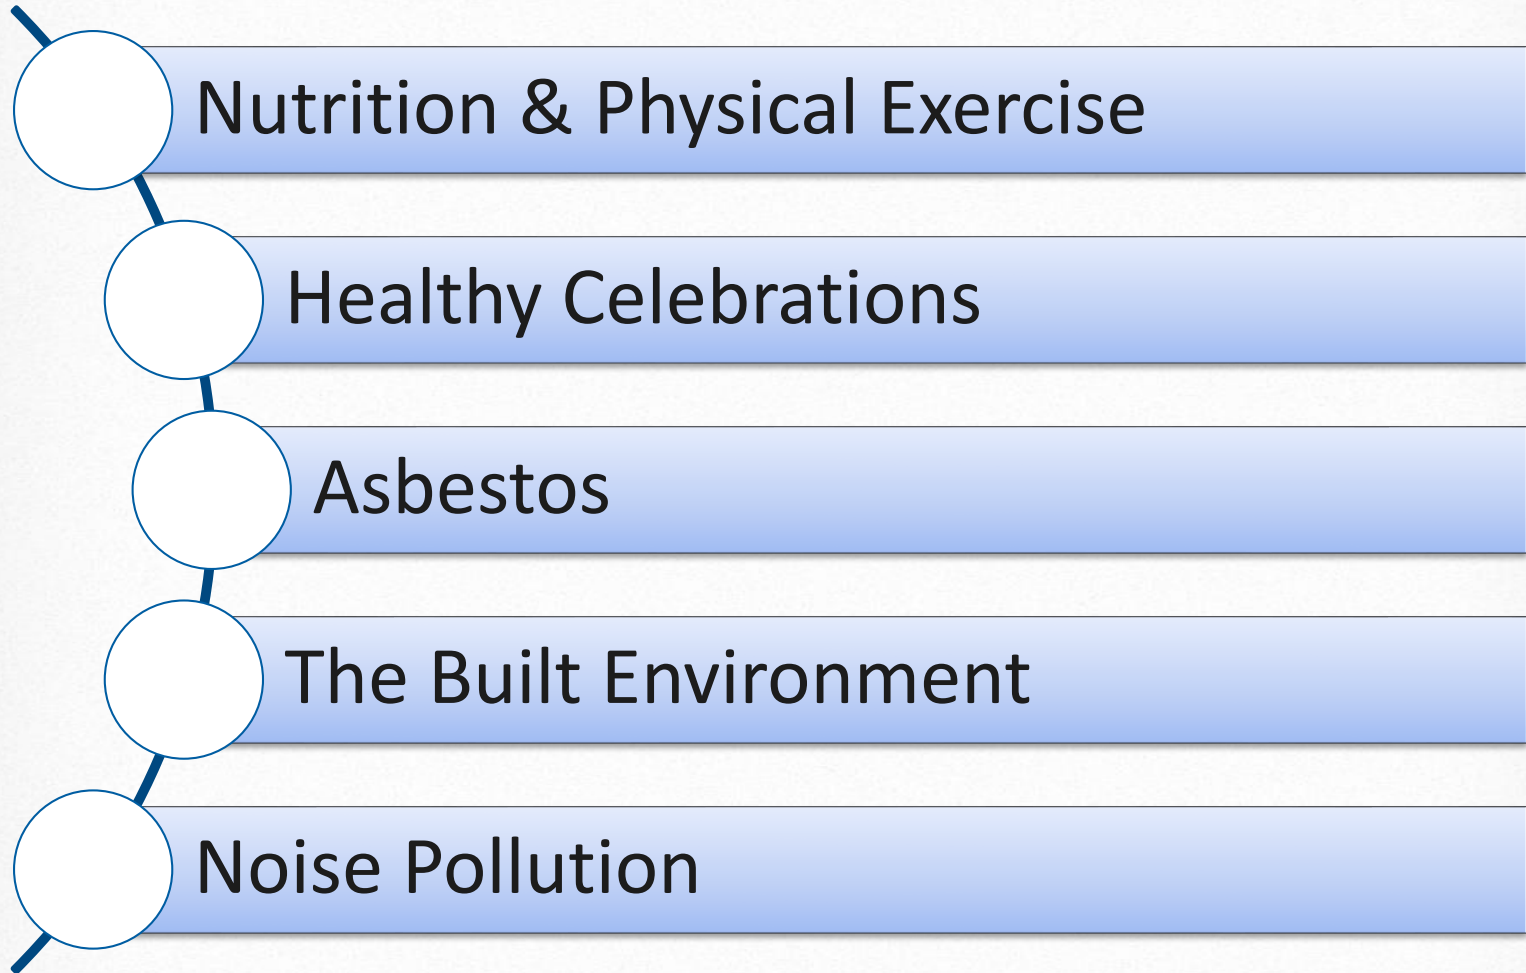 Nutrition & Physical Exercise
Healthy Celebrations
Asbestos
The Built Environment
Noise Pollution